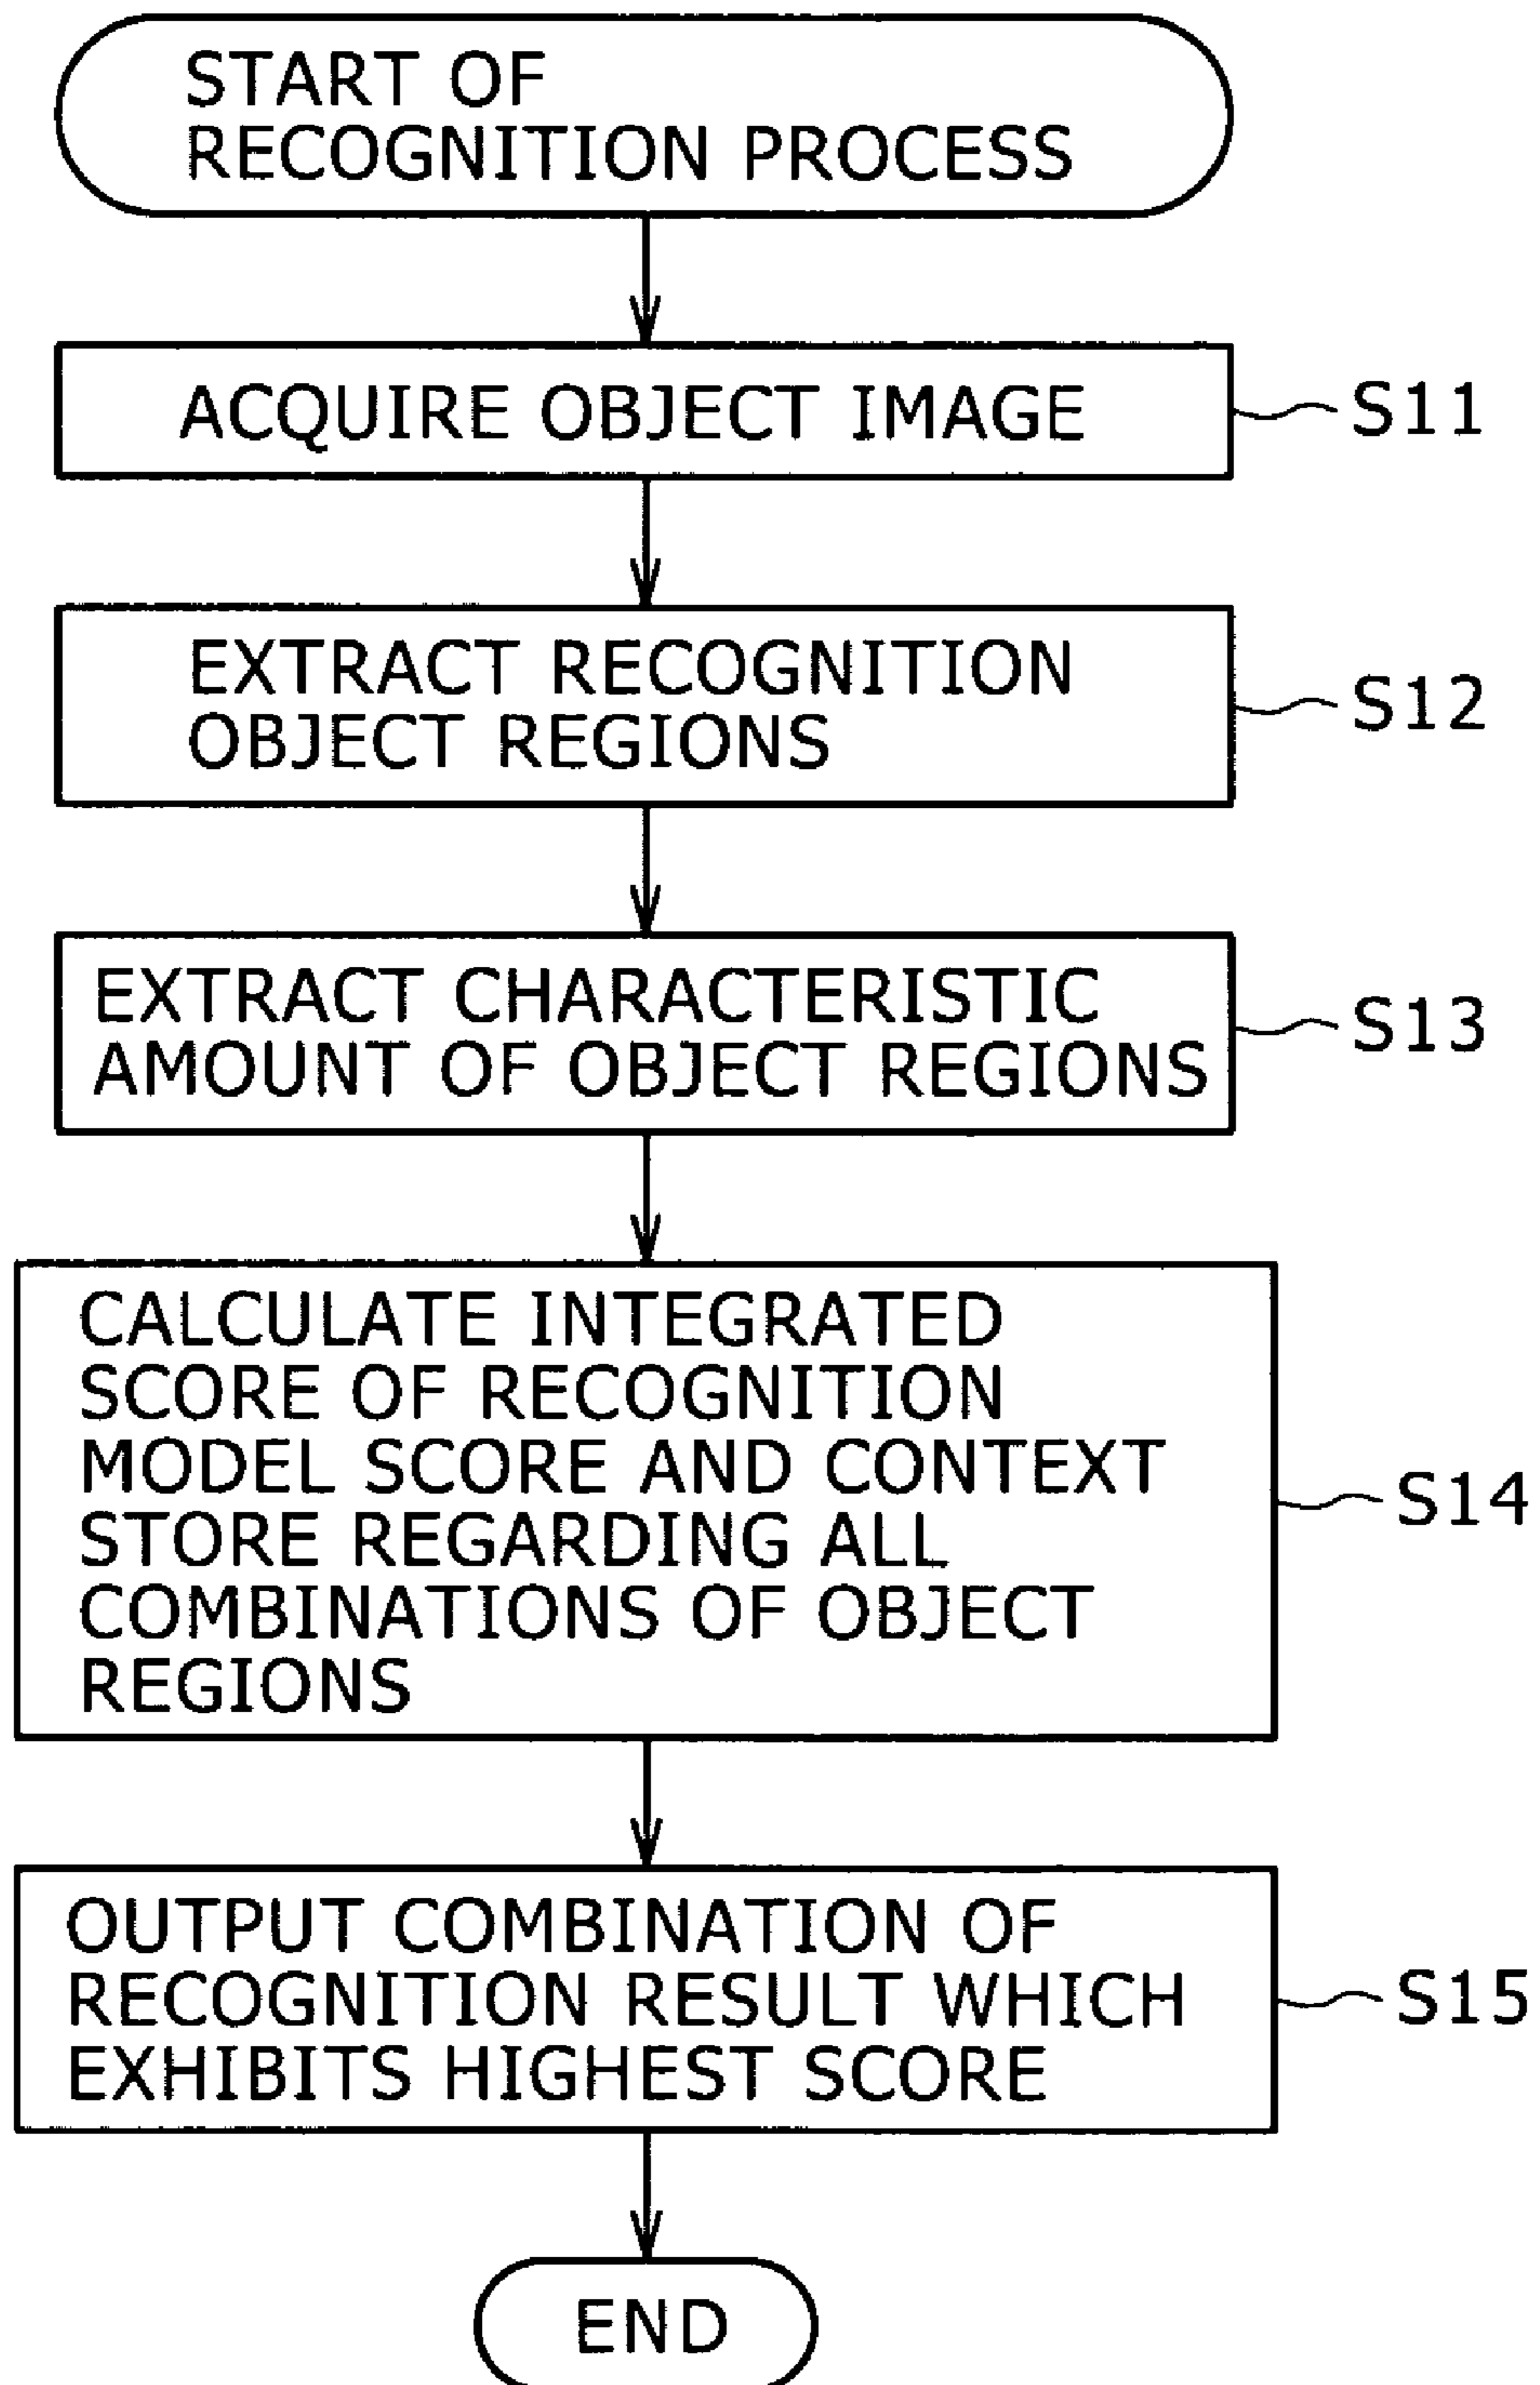 START OF
RECOGNITION PROCESS
ACQUIRE OBJECT IMAGE
S11
EXTRACT RECOGNITION
OBJECT REGIONS
S12
EXTRACT CHARACTERISTIC
AMOUNT OF OBJECT REGIONS
S13
CALCULATE INTEGRATED
SCORE OF RECOGNITION
MODEL SCORE AND CONTEXT
STORE REGARDING ALL
COMBINATIONS OF OBJECT
REGIONS
S14
OUTPUT COMBINATION OF
RECOGNITION RESULT WHICH
EXHIBITS HIGHEST SCORE
S15
END